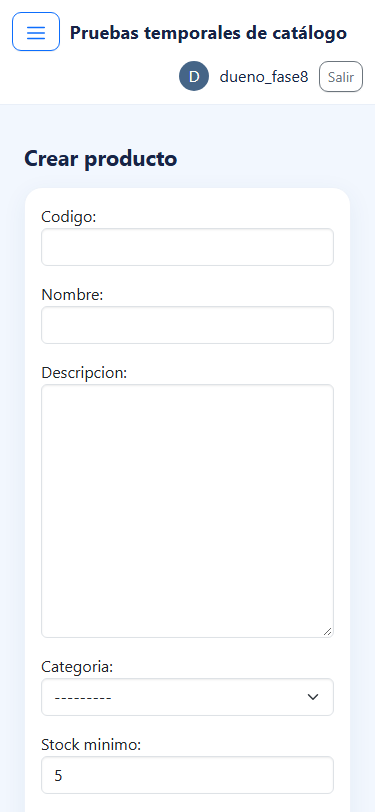 Pruebas temporales de catálogo
D dueno_fase8 Salir
Crear producto
Codigo:
Nombre:
Descripcion:
Categoria:
---------
Stock minimo:
5